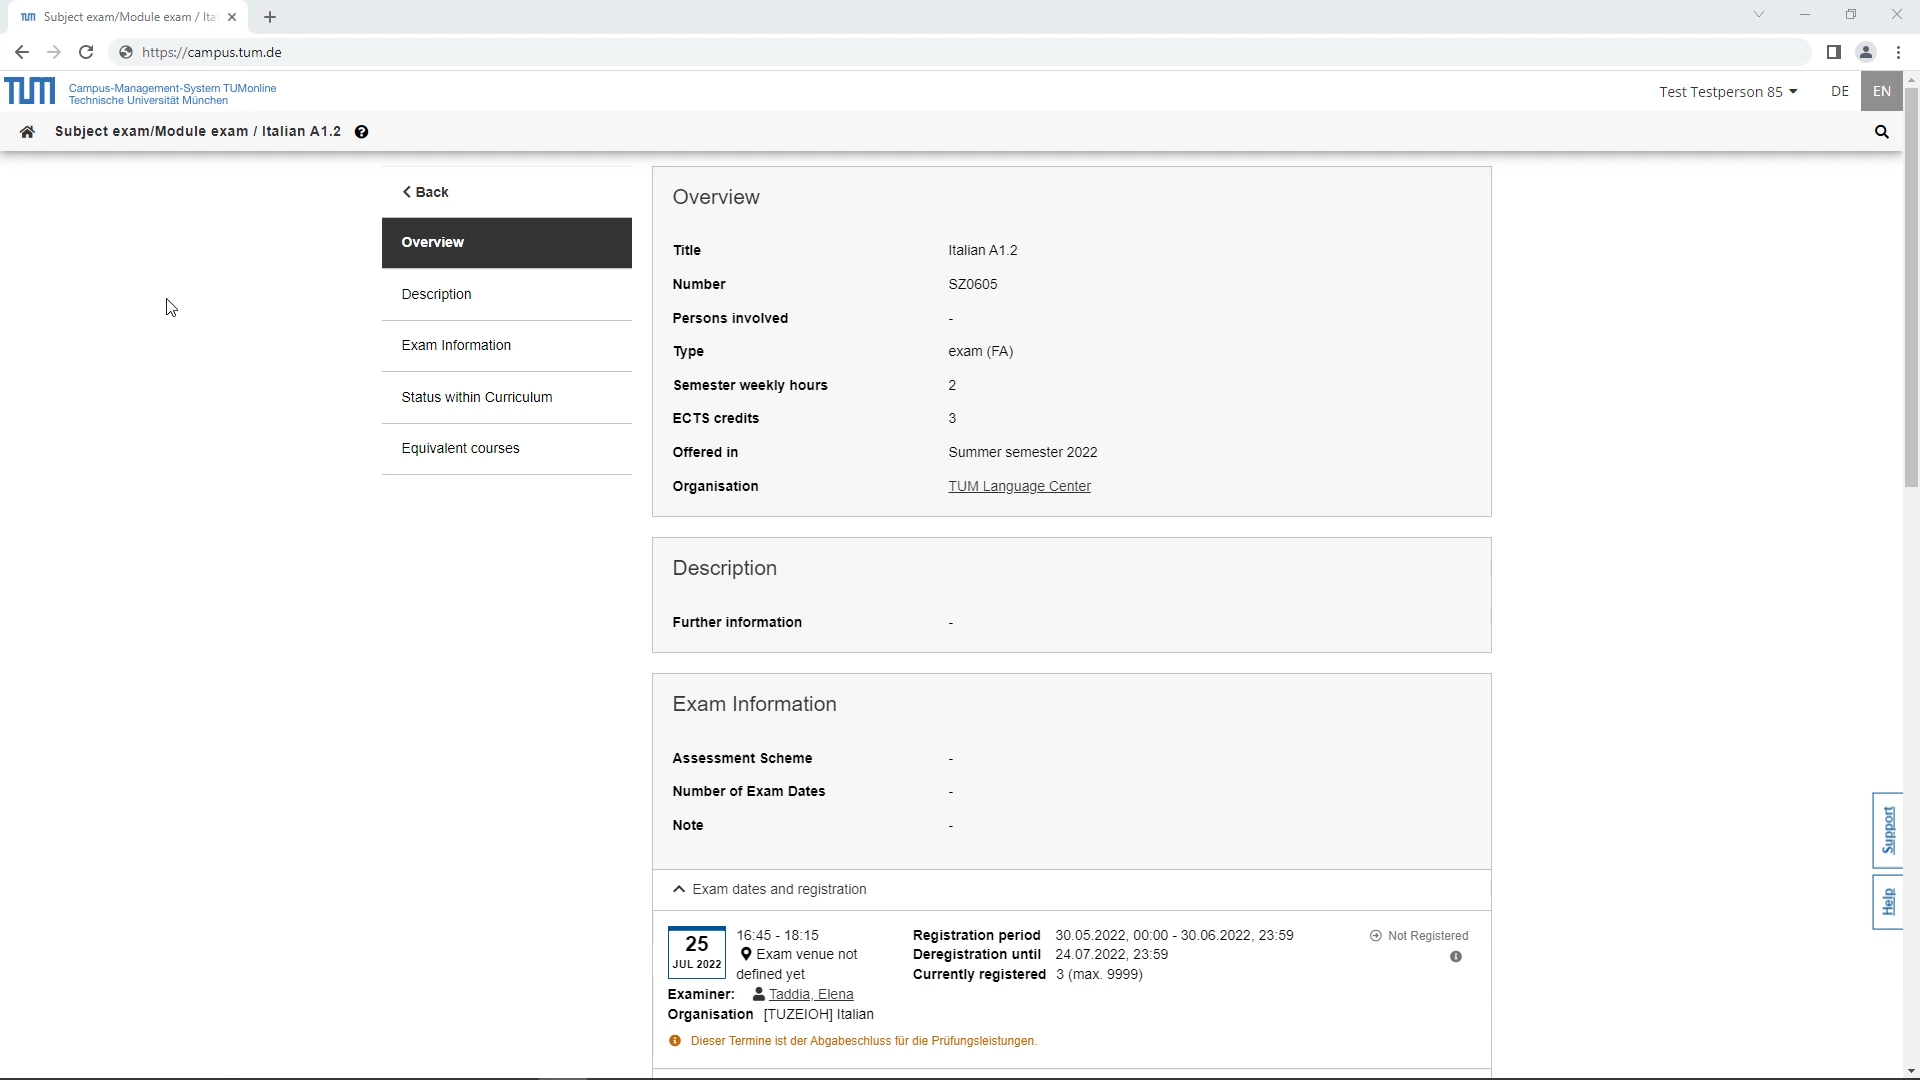 TUM Subject exam/Module exam / Ita
https://campus.tum.de
TUM
Campus-Management-System TUMonline
Technische Universität München
Test Testperson 85
DE
EN
Subject exam/Module exam / Italian A1.2
Back
Overview
Description
Exam Information
Status within Curriculum
Equivalent courses
Overview
Title Italian A1.2
Number SZ0605
Persons involved -
Type exam (FA)
Semester weekly hours 2
ECTS credits 3
Offered in Summer semester 2022
Organisation TUM Language Center
Description
Further information -
Exam Information
Assessment Scheme -
Number of Exam Dates -
Note -
Exam dates and registration
25
JUL 2022
16:45 - 18:15
Exam venue not
defined yet
Registration period 30.05.2022, 00:00 - 30.06.2022, 23:59
Deregistration until 24.07.2022, 23:59
Currently registered 3 (max. 9999)
Not Registered
Examiner: Taddia, Elena
Organisation [TUZEIOH] Italian
Dieser Termine ist der Abgabeschluss für die Prüfungsleistungen.
Support
Help